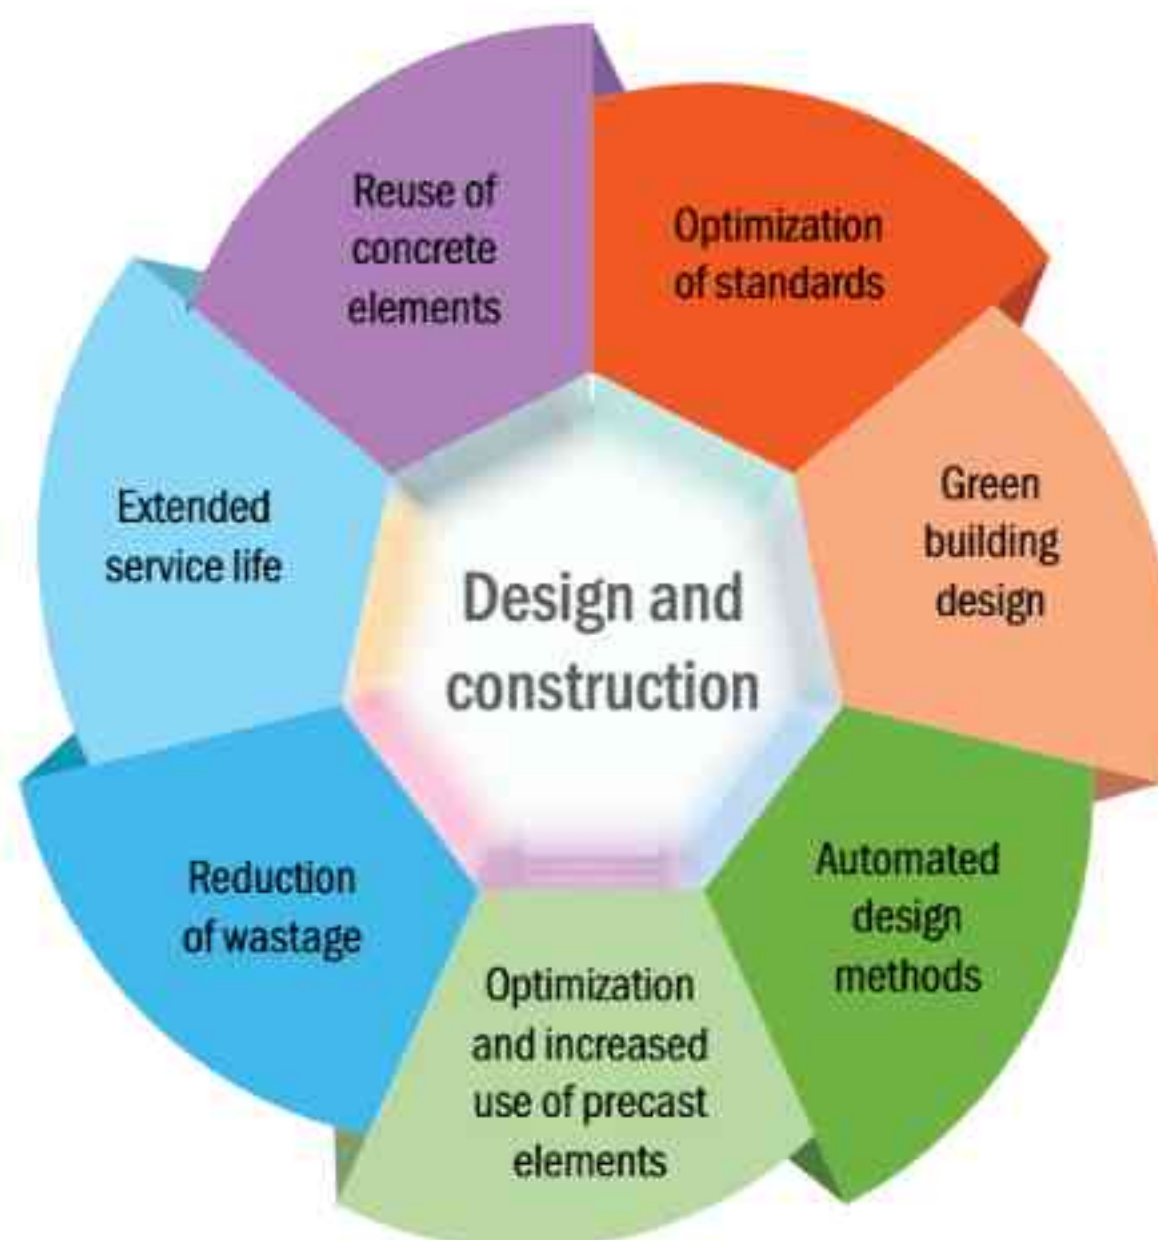 Reuse of
concrete
elements
Optimization
of standards
Green
building
design
Automated
design
methods
Optimization
and increased
use of precast
elements
Reduction
of wastage
Extended
service life
Design and
construction